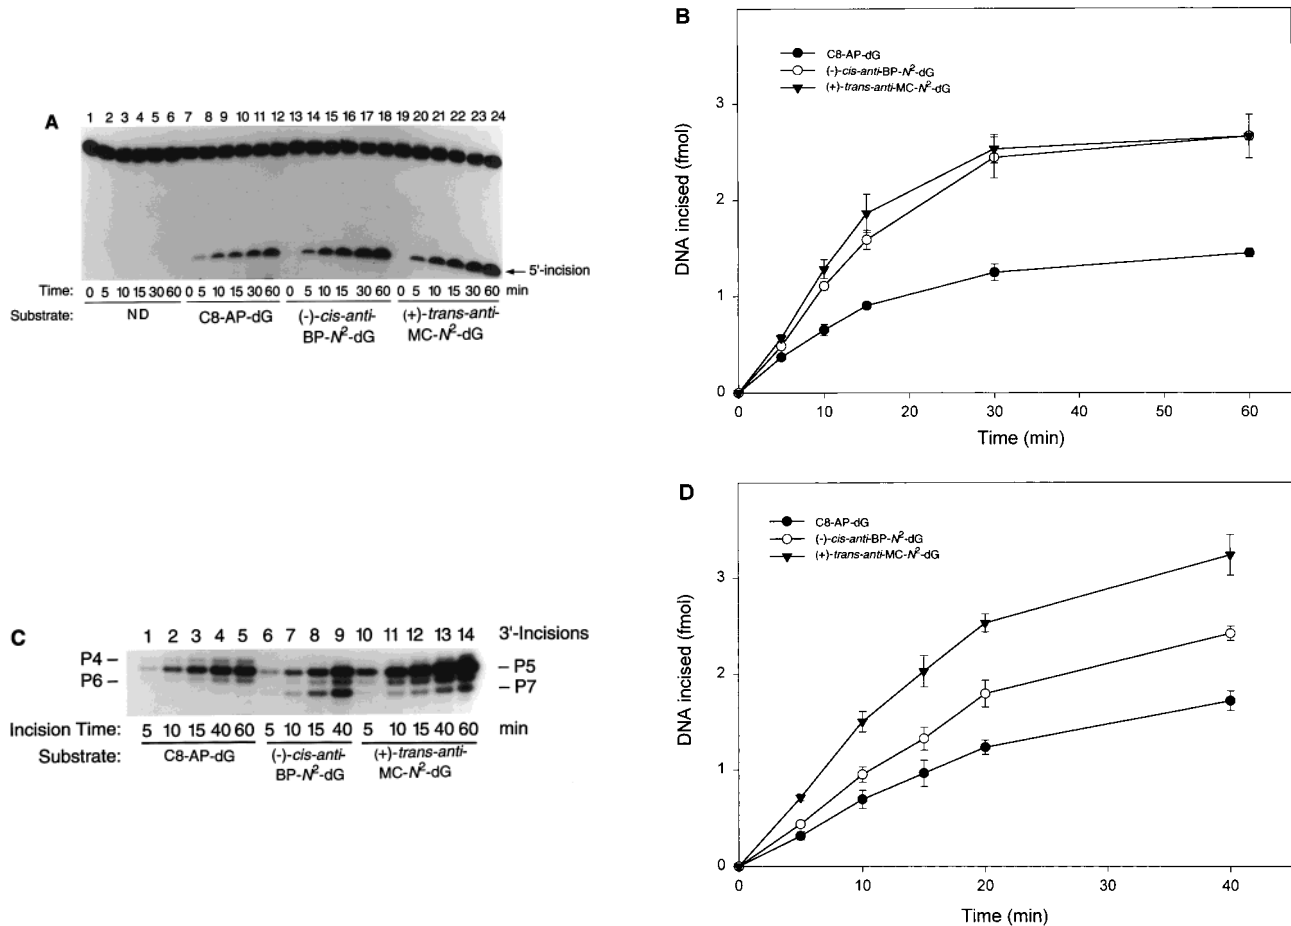 A
1 2 3 4 5 6 7 8 9 10 11 12 13 14 15 16 17 18 19 20 21 22 23 24
5'-incision
Time: 0 5 10 15 30 60 0 5 10 15 30 60 0 5 10 15 30 60 0 5 10 15 30 60 min
Substrate: ND C8-AP-dG (-)-cis-anti- (+)-trans-anti-
BP-N²-dG MC-N²-dG
B
C8-AP-dG
(-)-cis-anti-BP-N²-dG
(+)-trans-anti-MC-N²-dG
3
2
1
0
DNA incised (fmol)
0 10 20 30 40 50 60
Time (min)
C
1 2 3 4 5 6 7 8 9 10 11 12 13 14 3'-Incisions
P4 –
– P5
P6 –
– P7
Incision Time: 5 10 15 40 60 5 10 15 40 5 10 15 40 60 min
Substrate: C8-AP-dG (-)-cis-anti- (+)-trans-anti-
BP-N²-dG MC-N²-dG
D
C8-AP-dG
(-)-cis-anti-BP-N²-dG
(+)-trans-anti-MC-N²-dG
3
2
1
0
DNA incised (fmol)
0 10 20 30 40
Time (min)